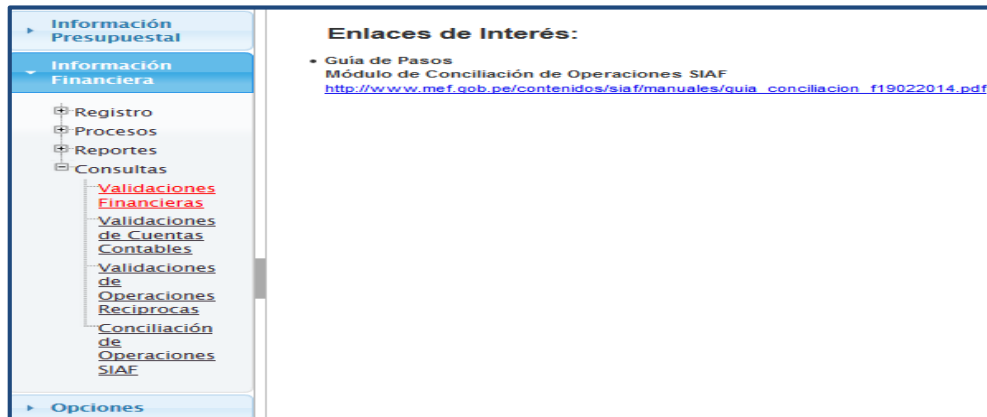 Información
Presupuestal
Información
Financiera
Registro
Procesos
Reportes
Consultas
Validaciones
Financieras
Validaciones
de Cuentas
Contables
Validaciones
de
Operaciones
Reciprocas
Conciliación
de
Operaciones
SIAF
Opciones
Enlaces de Interés:
• Guía de Pasos
Módulo de Conciliación de Operaciones SIAF
http://www.mef.gob.pe/contenidos/siaf/manuales/guia_conciliacion_f19022014.pdf